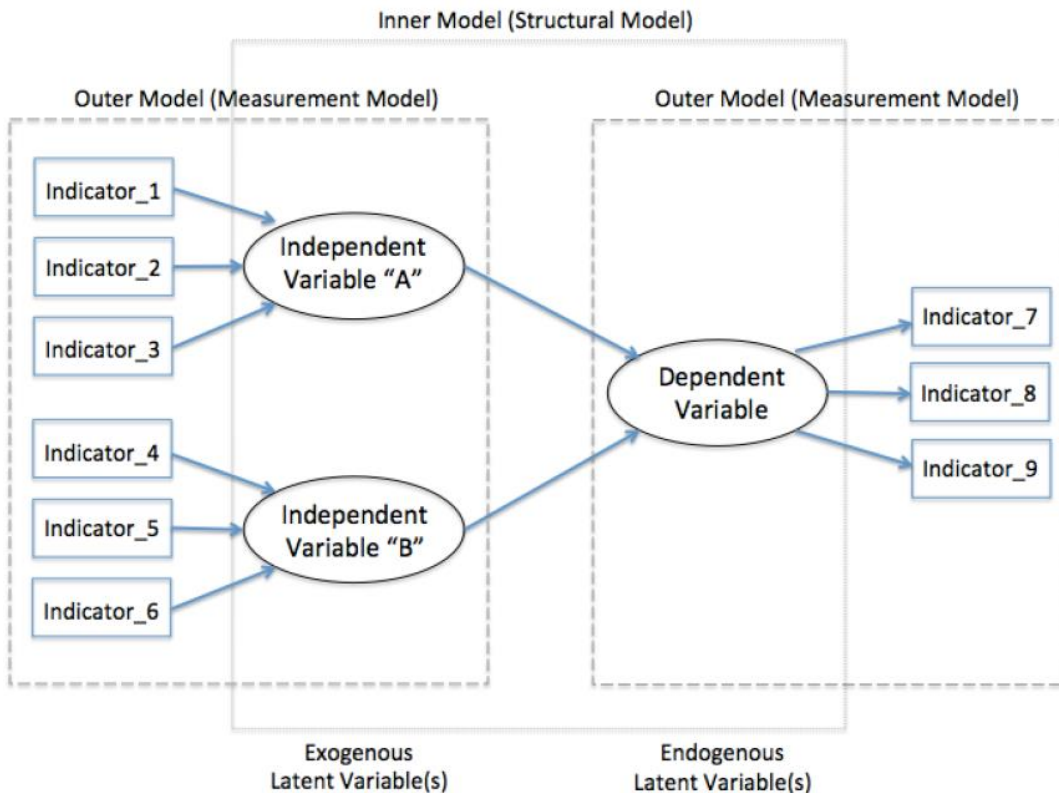 Inner Model (Structural Model)
Outer Model (Measurement Model)
Outer Model (Measurement Model)
Indicator_1
Indicator_2
Indicator_3
Independent
Variable “A”
Indicator_4
Indicator_5
Indicator_6
Independent
Variable “B”
Dependent
Variable
Indicator_7
Indicator_8
Indicator_9
Exogenous
Latent Variable(s)
Endogenous
Latent Variable(s)